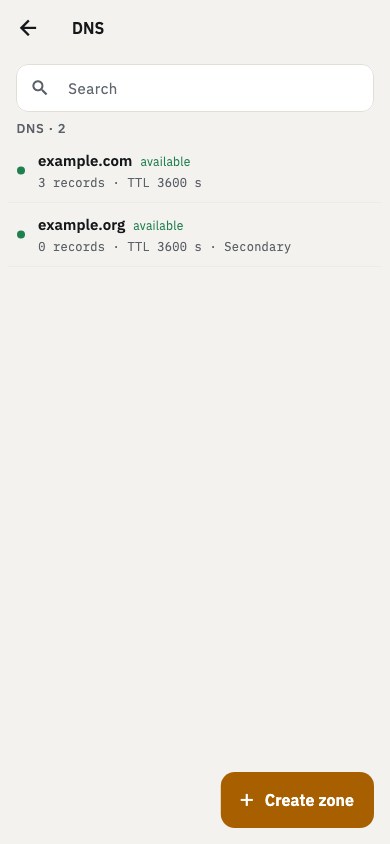 DNS
Search
DNS · 2
example.com available
3 records · TTL 3600 s
example.org available
0 records · TTL 3600 s · Secondary
+ Create zone